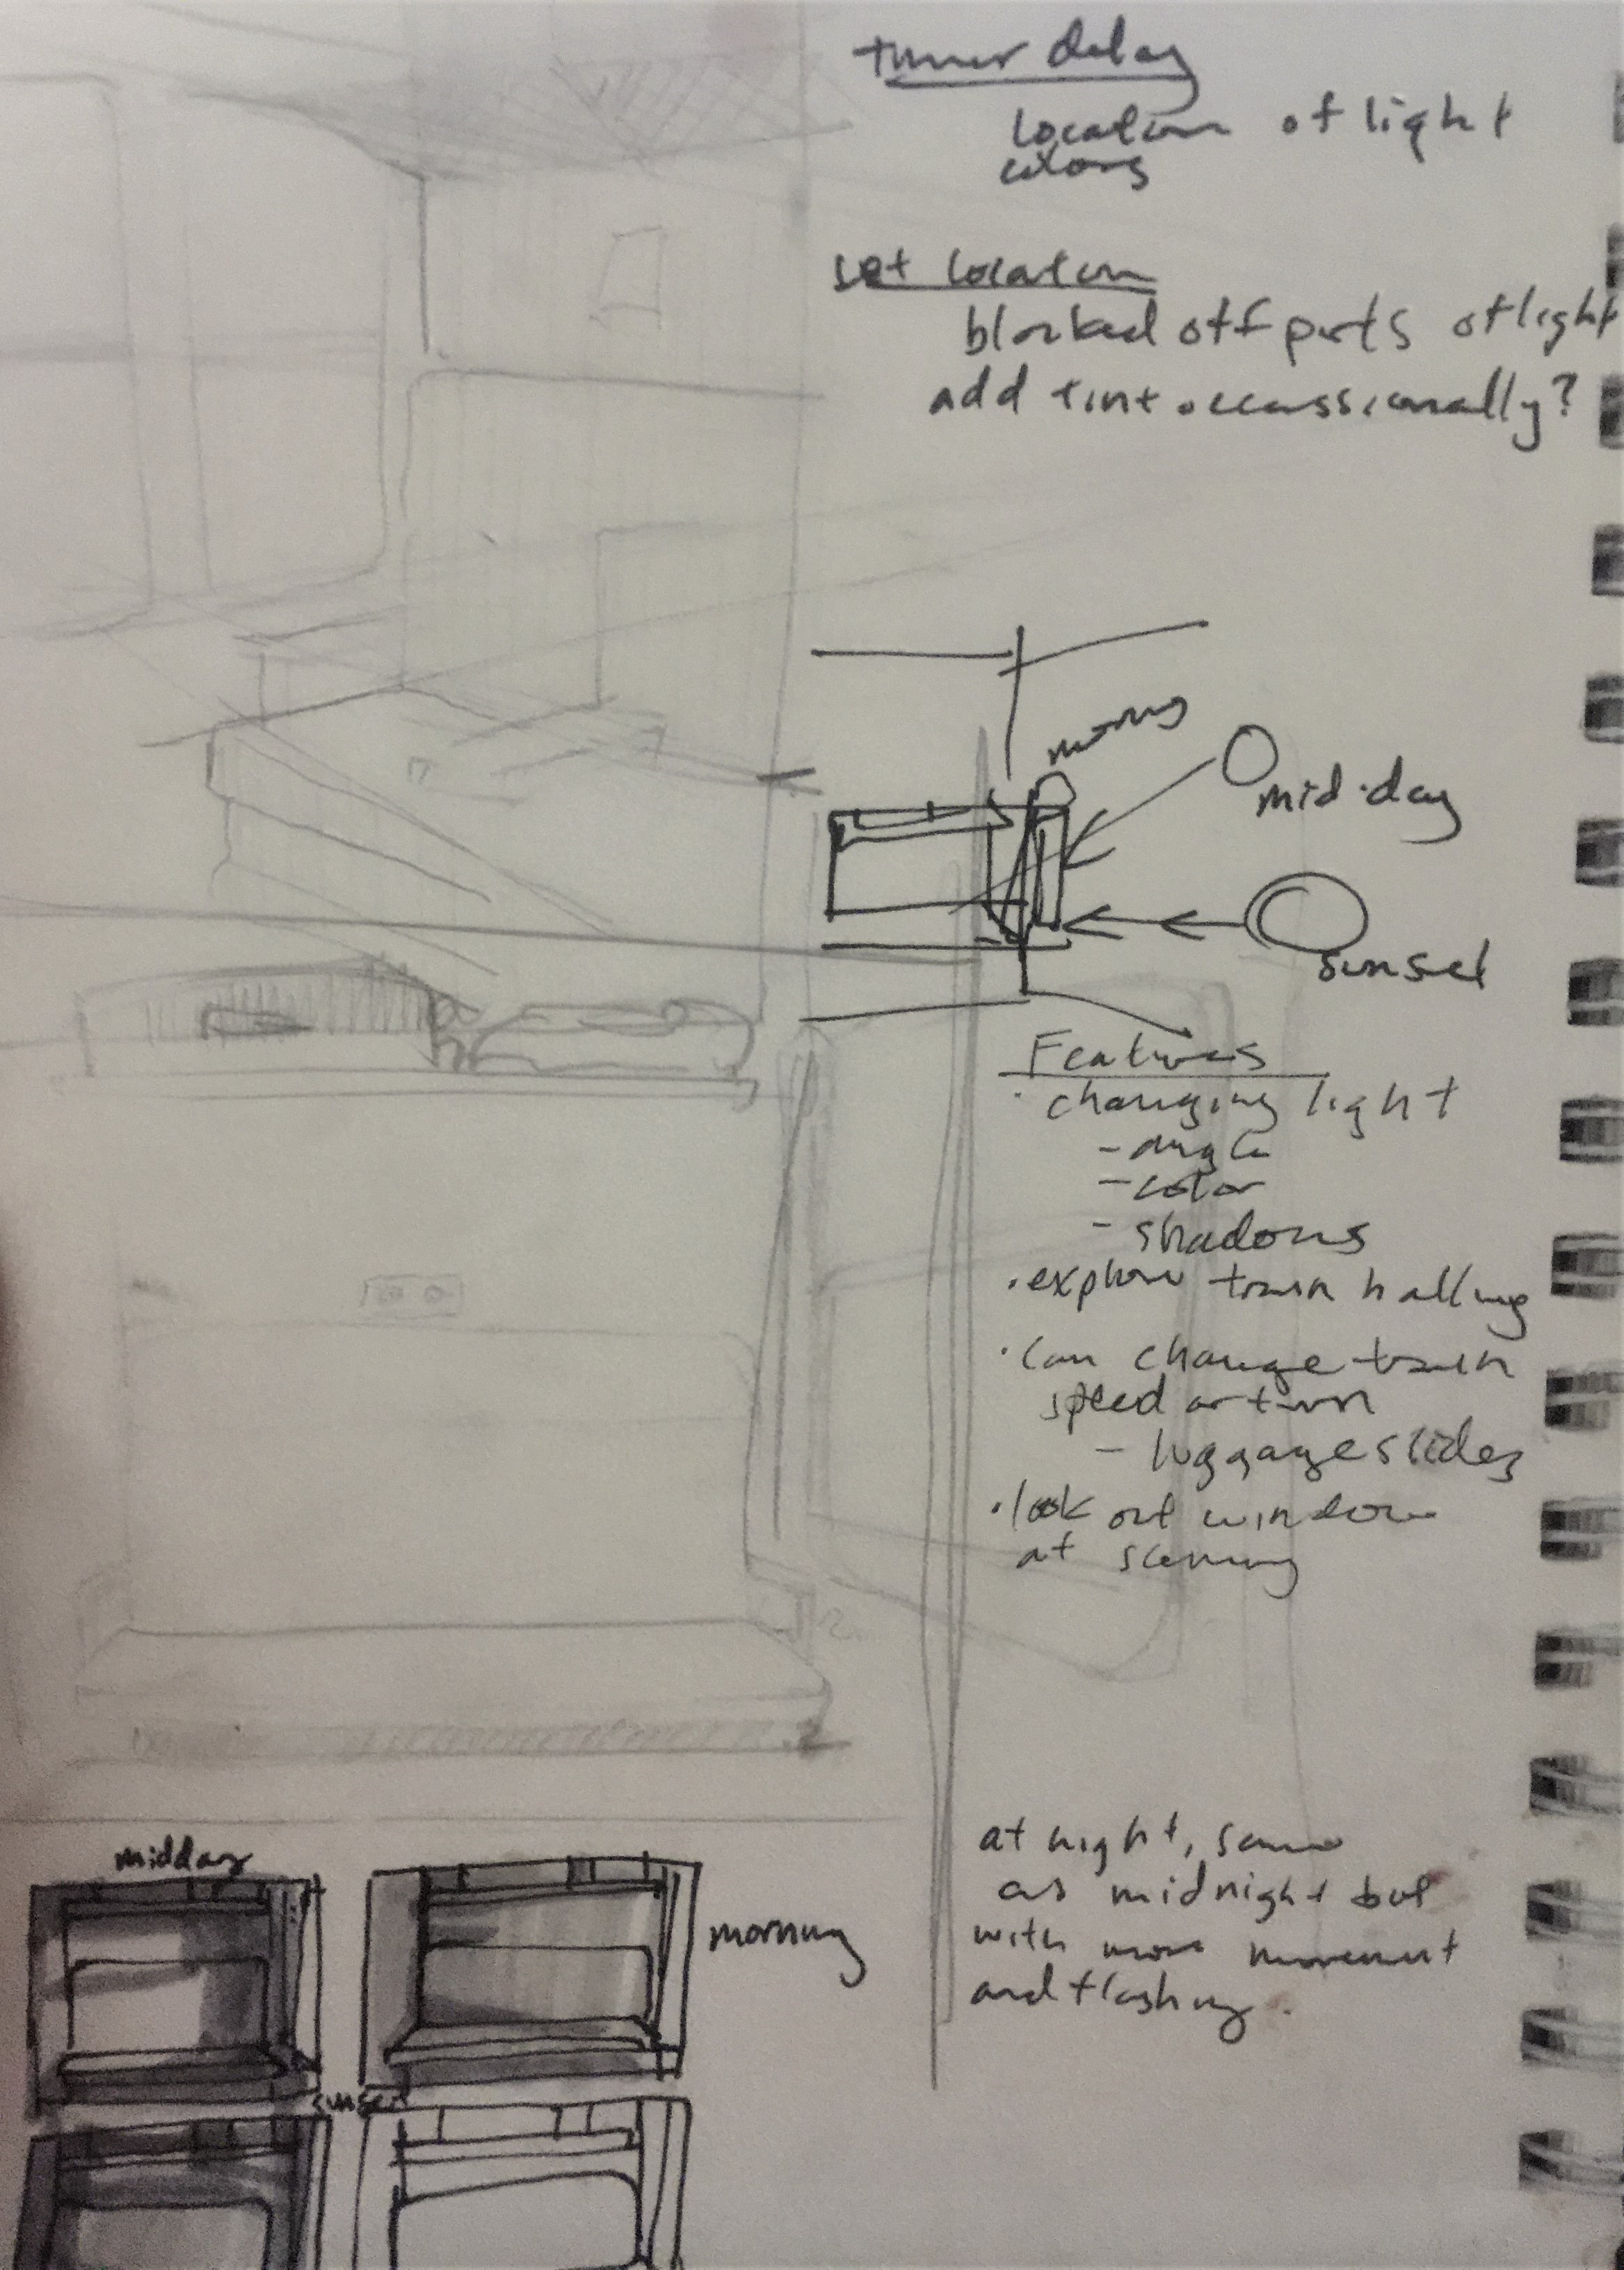 timer delay
location of light
colors
set location
blocked off parts of light
add tint occassionally?
morning
mid-day
sunset
Features
· changing light
- angle
- color
- shadows
· explore train hallway
· can change train
speed or turn
- luggage slides
· look out window
at scenery
at night, same
as midnight but
with more movement
and flashing.
midday
morning
sunset